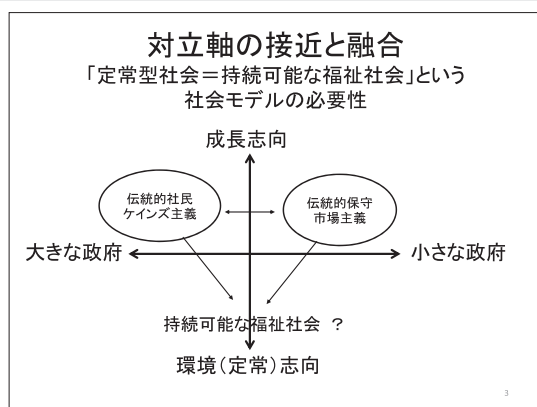 対立軸の接近と融合
「定常型社会＝持続可能な福祉社会」という
社会モデルの必要性
成長志向
伝統的社民
ケインズ主義
伝統的保守
市場主義
大きな政府
小さな政府
持続可能な福祉社会 ？
環境（定常）志向
3